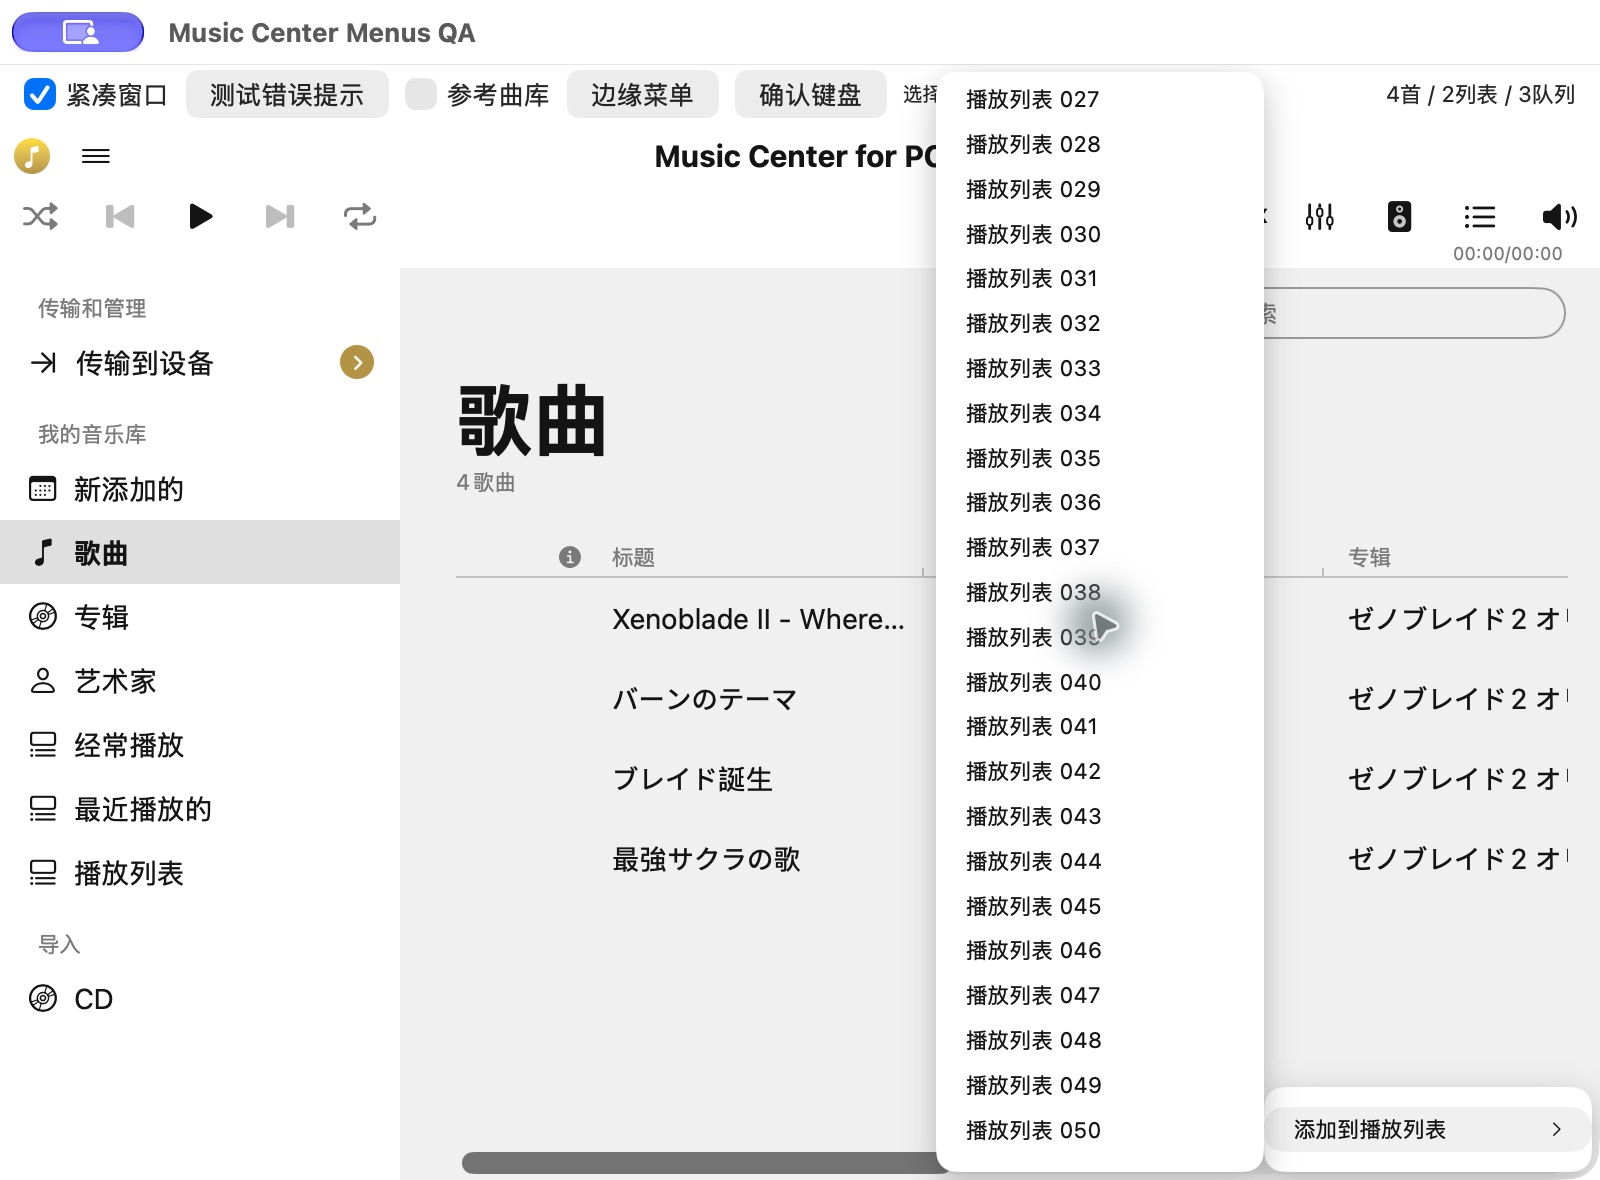 Music Center Menus QA
紧凑窗口
测试错误提示
参考曲库
边缘菜单
确认键盘
4首 / 2列表 / 3队列
Music Center for PC
00:00/00:00
传输和管理
传输到设备
我的音乐库
新添加的
歌曲
专辑
艺术家
经常播放
最近播放的
播放列表
导入
CD
歌曲
4歌曲
标题
专辑
Xenoblade II - Where...
ゼノブレイド2 オ
バーンのテーマ
ゼノブレイド2 オ
ブレイド誕生
ゼノブレイド2 オ
最強サクラの歌
ゼノブレイド2 オ
播放列表 027
播放列表 028
播放列表 029
播放列表 030
播放列表 031
播放列表 032
播放列表 033
播放列表 034
播放列表 035
播放列表 036
播放列表 037
播放列表 038
播放列表 039
播放列表 040
播放列表 041
播放列表 042
播放列表 043
播放列表 044
播放列表 045
播放列表 046
播放列表 047
播放列表 048
播放列表 049
播放列表 050
添加到播放列表